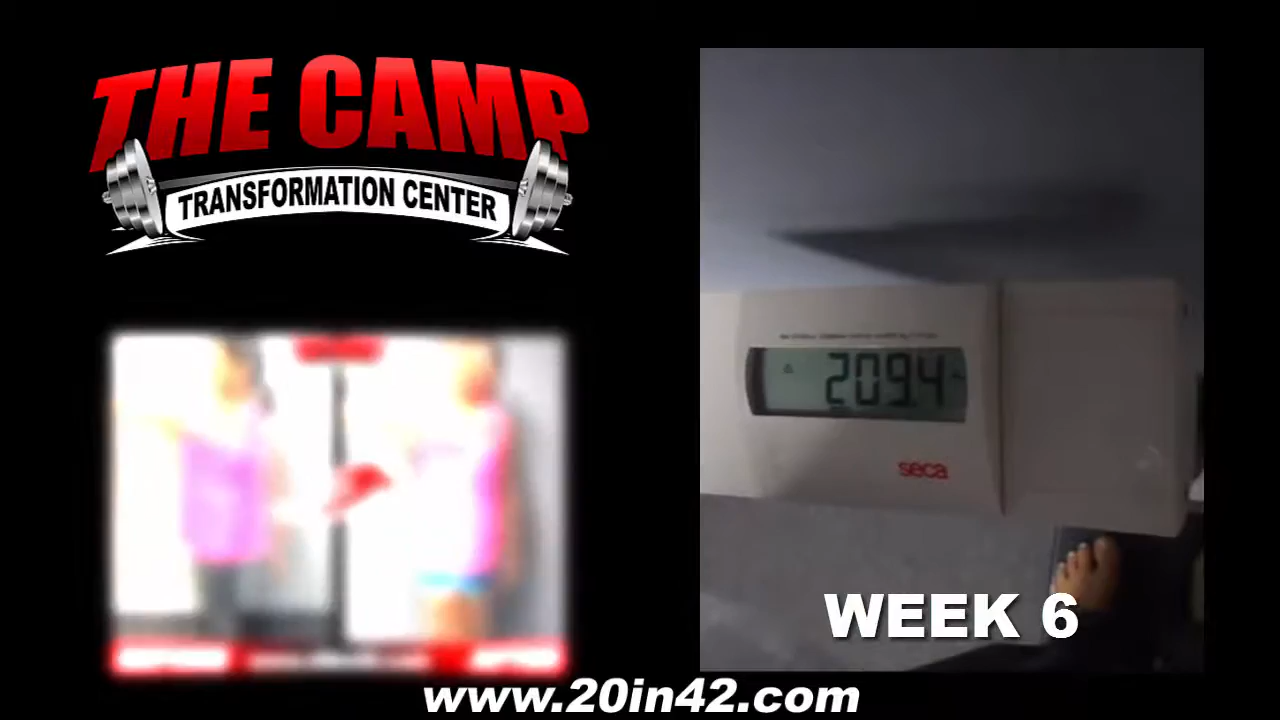 THE CAMP
TRANSFORMATION CENTER
209.4
seca
WEEK 6
www.20in42.com